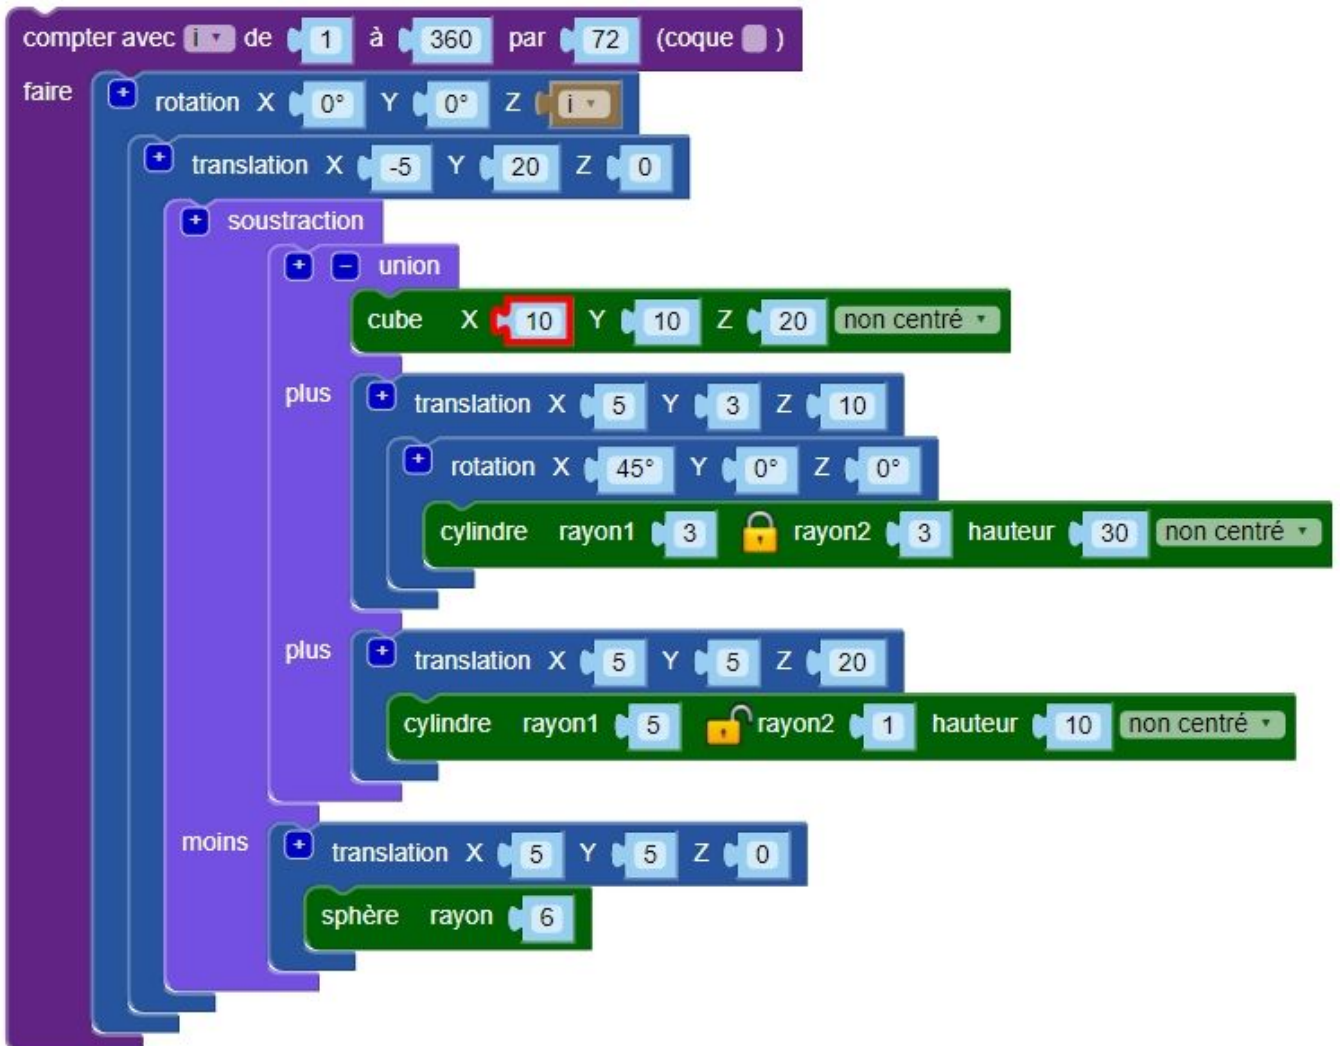 compter avec i de 1 à 360 par 72 (coque )
faire
+ rotation X 0° Y 0° Z i
+ translation X -5 Y 20 Z 0
+ soustraction
+ - union
cube X 10 Y 10 Z 20 non centré
plus + translation X 5 Y 3 Z 10
+ rotation X 45° Y 0° Z 0°
cylindre rayon1 3 rayon2 3 hauteur 30 non centré
plus + translation X 5 Y 5 Z 20
cylindre rayon1 5 rayon2 1 hauteur 10 non centré
moins + translation X 5 Y 5 Z 0
sphère rayon 6